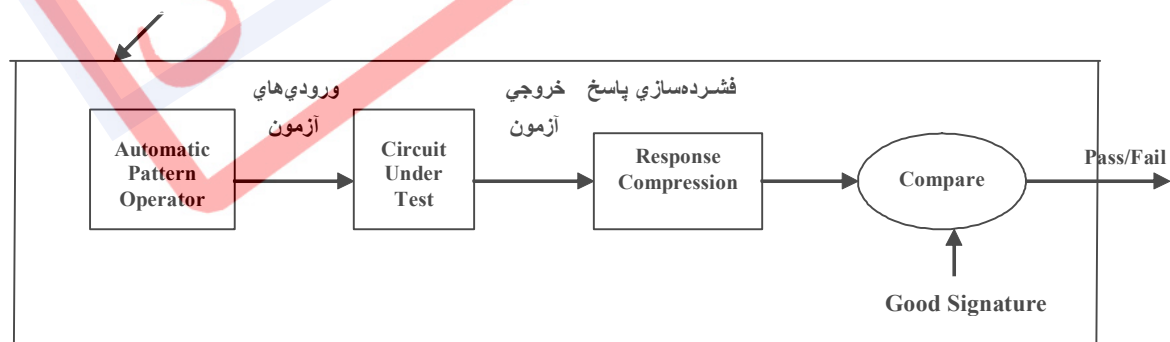 ورودي‌هاي
آزمون
خروجي
آزمون
فشرده‌سازي پاسخ
Automatic
Pattern
Operator
Circuit
Under
Test
Response
Compression
Compare
Pass/Fail
Good Signature